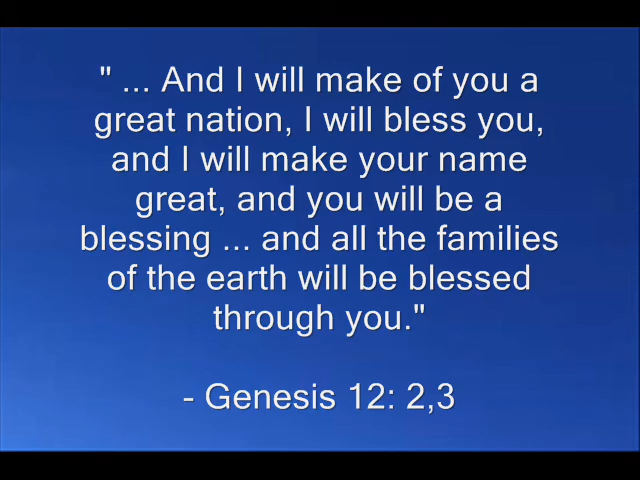 " ... And I will make of you a
great nation, I will bless you,
and I will make your name
great, and you will be a
blessing ... and all the families
of the earth will be blessed
through you."
- Genesis 12: 2,3